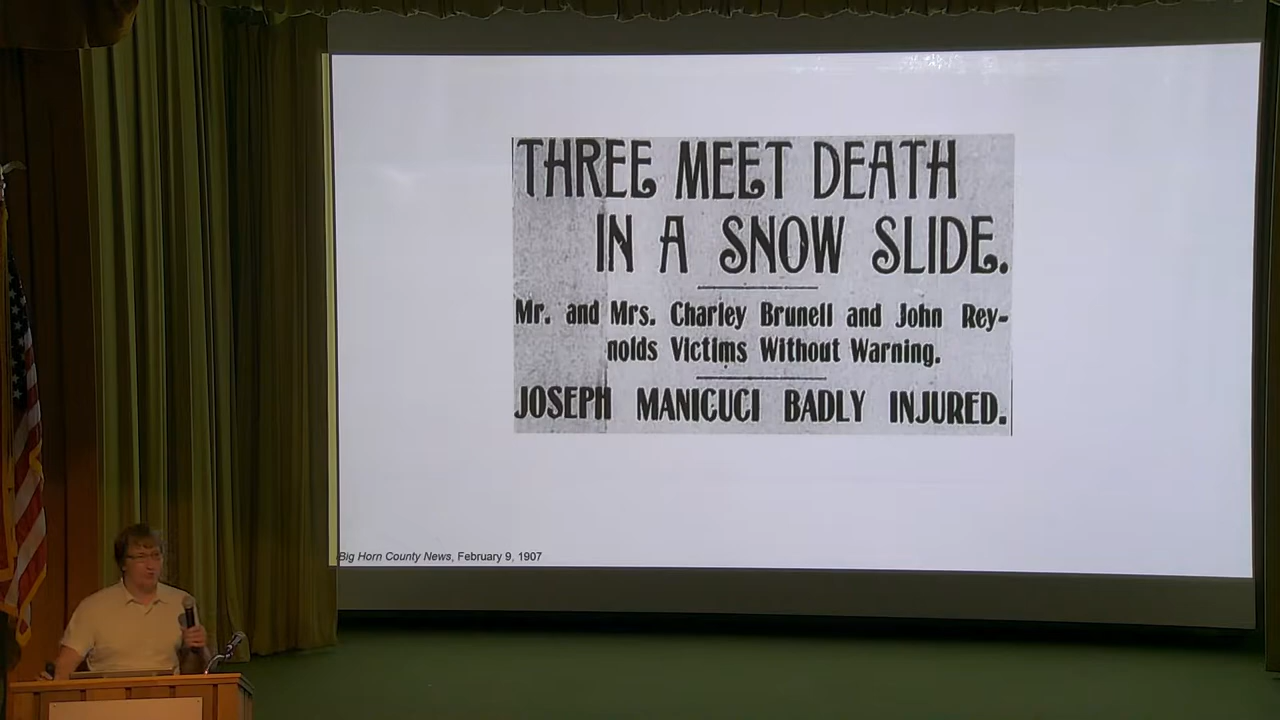 THREE MEET DEATH
IN A SNOW SLIDE.
Mr. and Mrs. Charley Brunell and John Rey-
nolds Victims Without Warning.
JOSEPH MANICUCI BADLY INJURED.
Big Horn County News, February 9, 1907